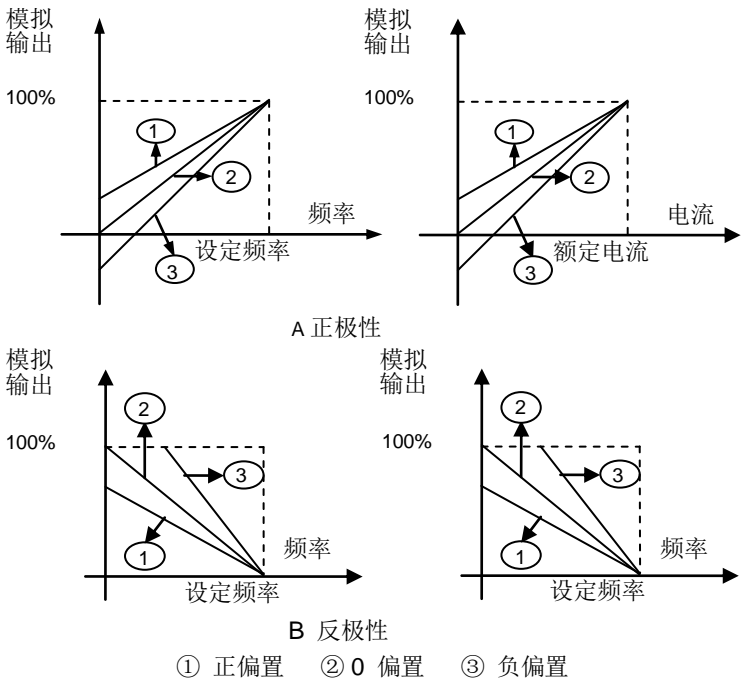 模拟
输出
100%
①
②
③
频率
设定频率
模拟
输出
100%
①
②
③
电流
额定电流
A 正极性
模拟
输出
100%
②
③
①
频率
设定频率
模拟
输出
100%
②
③
①
频率
设定频率
B 反极性
① 正偏置 ② 0 偏置 ③ 负偏置